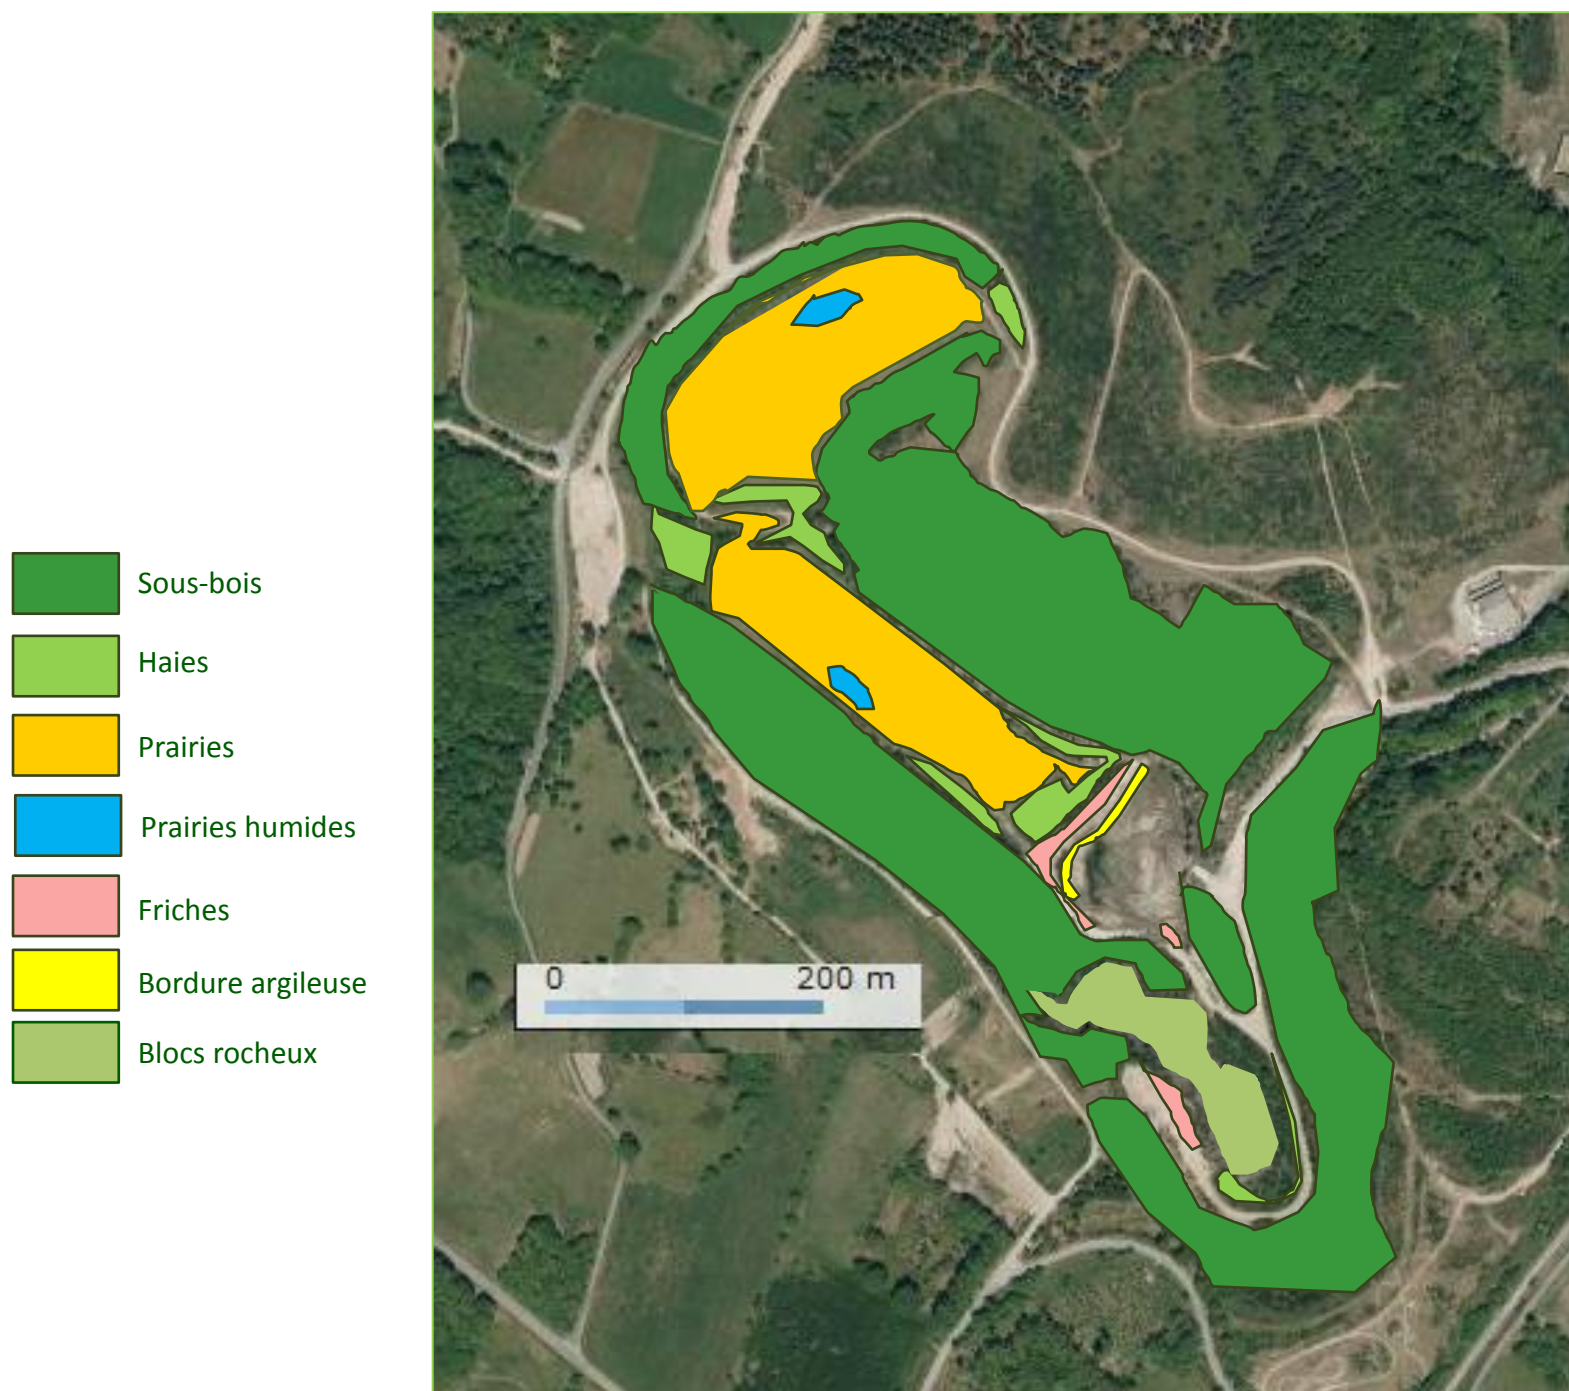 Sous-bois
Haies
Prairies
Prairies humides
Friches
Bordure argileuse
Blocs rocheux
0 200 m